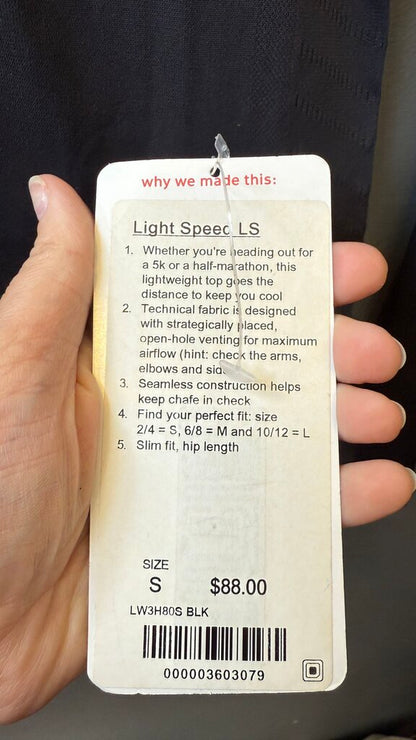 why we made this:
Light Speed LS
1. Whether you're heading out for
a 5k or a half-marathon, this
lightweight top goes the
distance to keep you cool
2. Technical fabric is designed
with strategically placed,
open-hole venting for maximum
airflow (hint: check the arms,
elbows and
3. Seamless construction helps
keep chafe in check
4. Find your perfect fit: size
2/4 = S, 6/8 = M and 10/12 = L
5. Slim fit, hip length
SIZE
S $88.00
LW3H80S BLK
000003603079